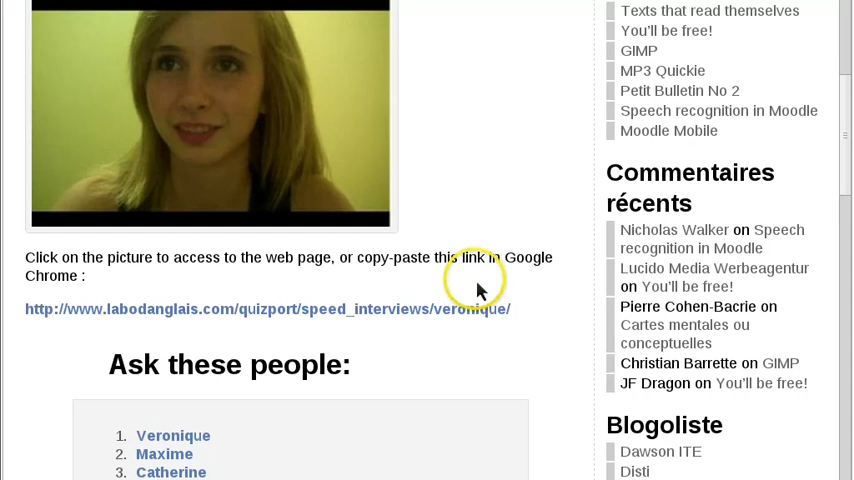 Click on the picture to access to the web page, or copy-paste this link in Google
Chrome :
http://www.labodanglais.com/quizport/speed_interviews/veronique/
Ask these people:
1. Veronique
2. Maxime
3. Catherine
Texts that read themselves
You'll be free!
GIMP
MP3 Quickie
Petit Bulletin No 2
Speech recognition in Moodle
Moodle Mobile
Commentaires
récents
Nicholas Walker on Speech
recognition in Moodle
Lucido Media Werbeagentur
on You'll be free!
Pierre Cohen-Bacrie on
Cartes mentales ou
conceptuelles
Christian Barrette on GIMP
JF Dragon on You'll be free!
Blogoliste
Dawson ITE
Disti